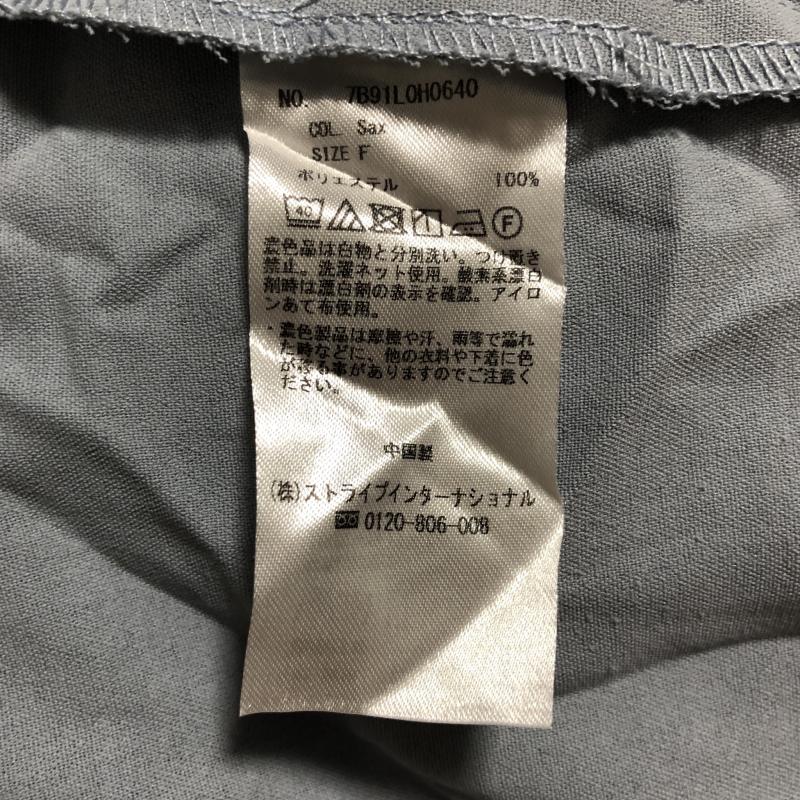 NO. 7B91L0H0640
COL. Sax
SIZE F
ポリエステル 100%
40 F
濃色品は白物と分別洗い。つけ置き
禁止。洗濯ネット使用。酸素系漂白
剤時は漂白剤の表示を確認。アイロ
ンあて布使用。
・濃色製品は摩擦や汗、雨等で濡れ
た時などに、他の衣料や下着に色
が移る事がありますのでご注意く
ださい。
中国製
(株)ストライプインターナショナル
0120-806-008